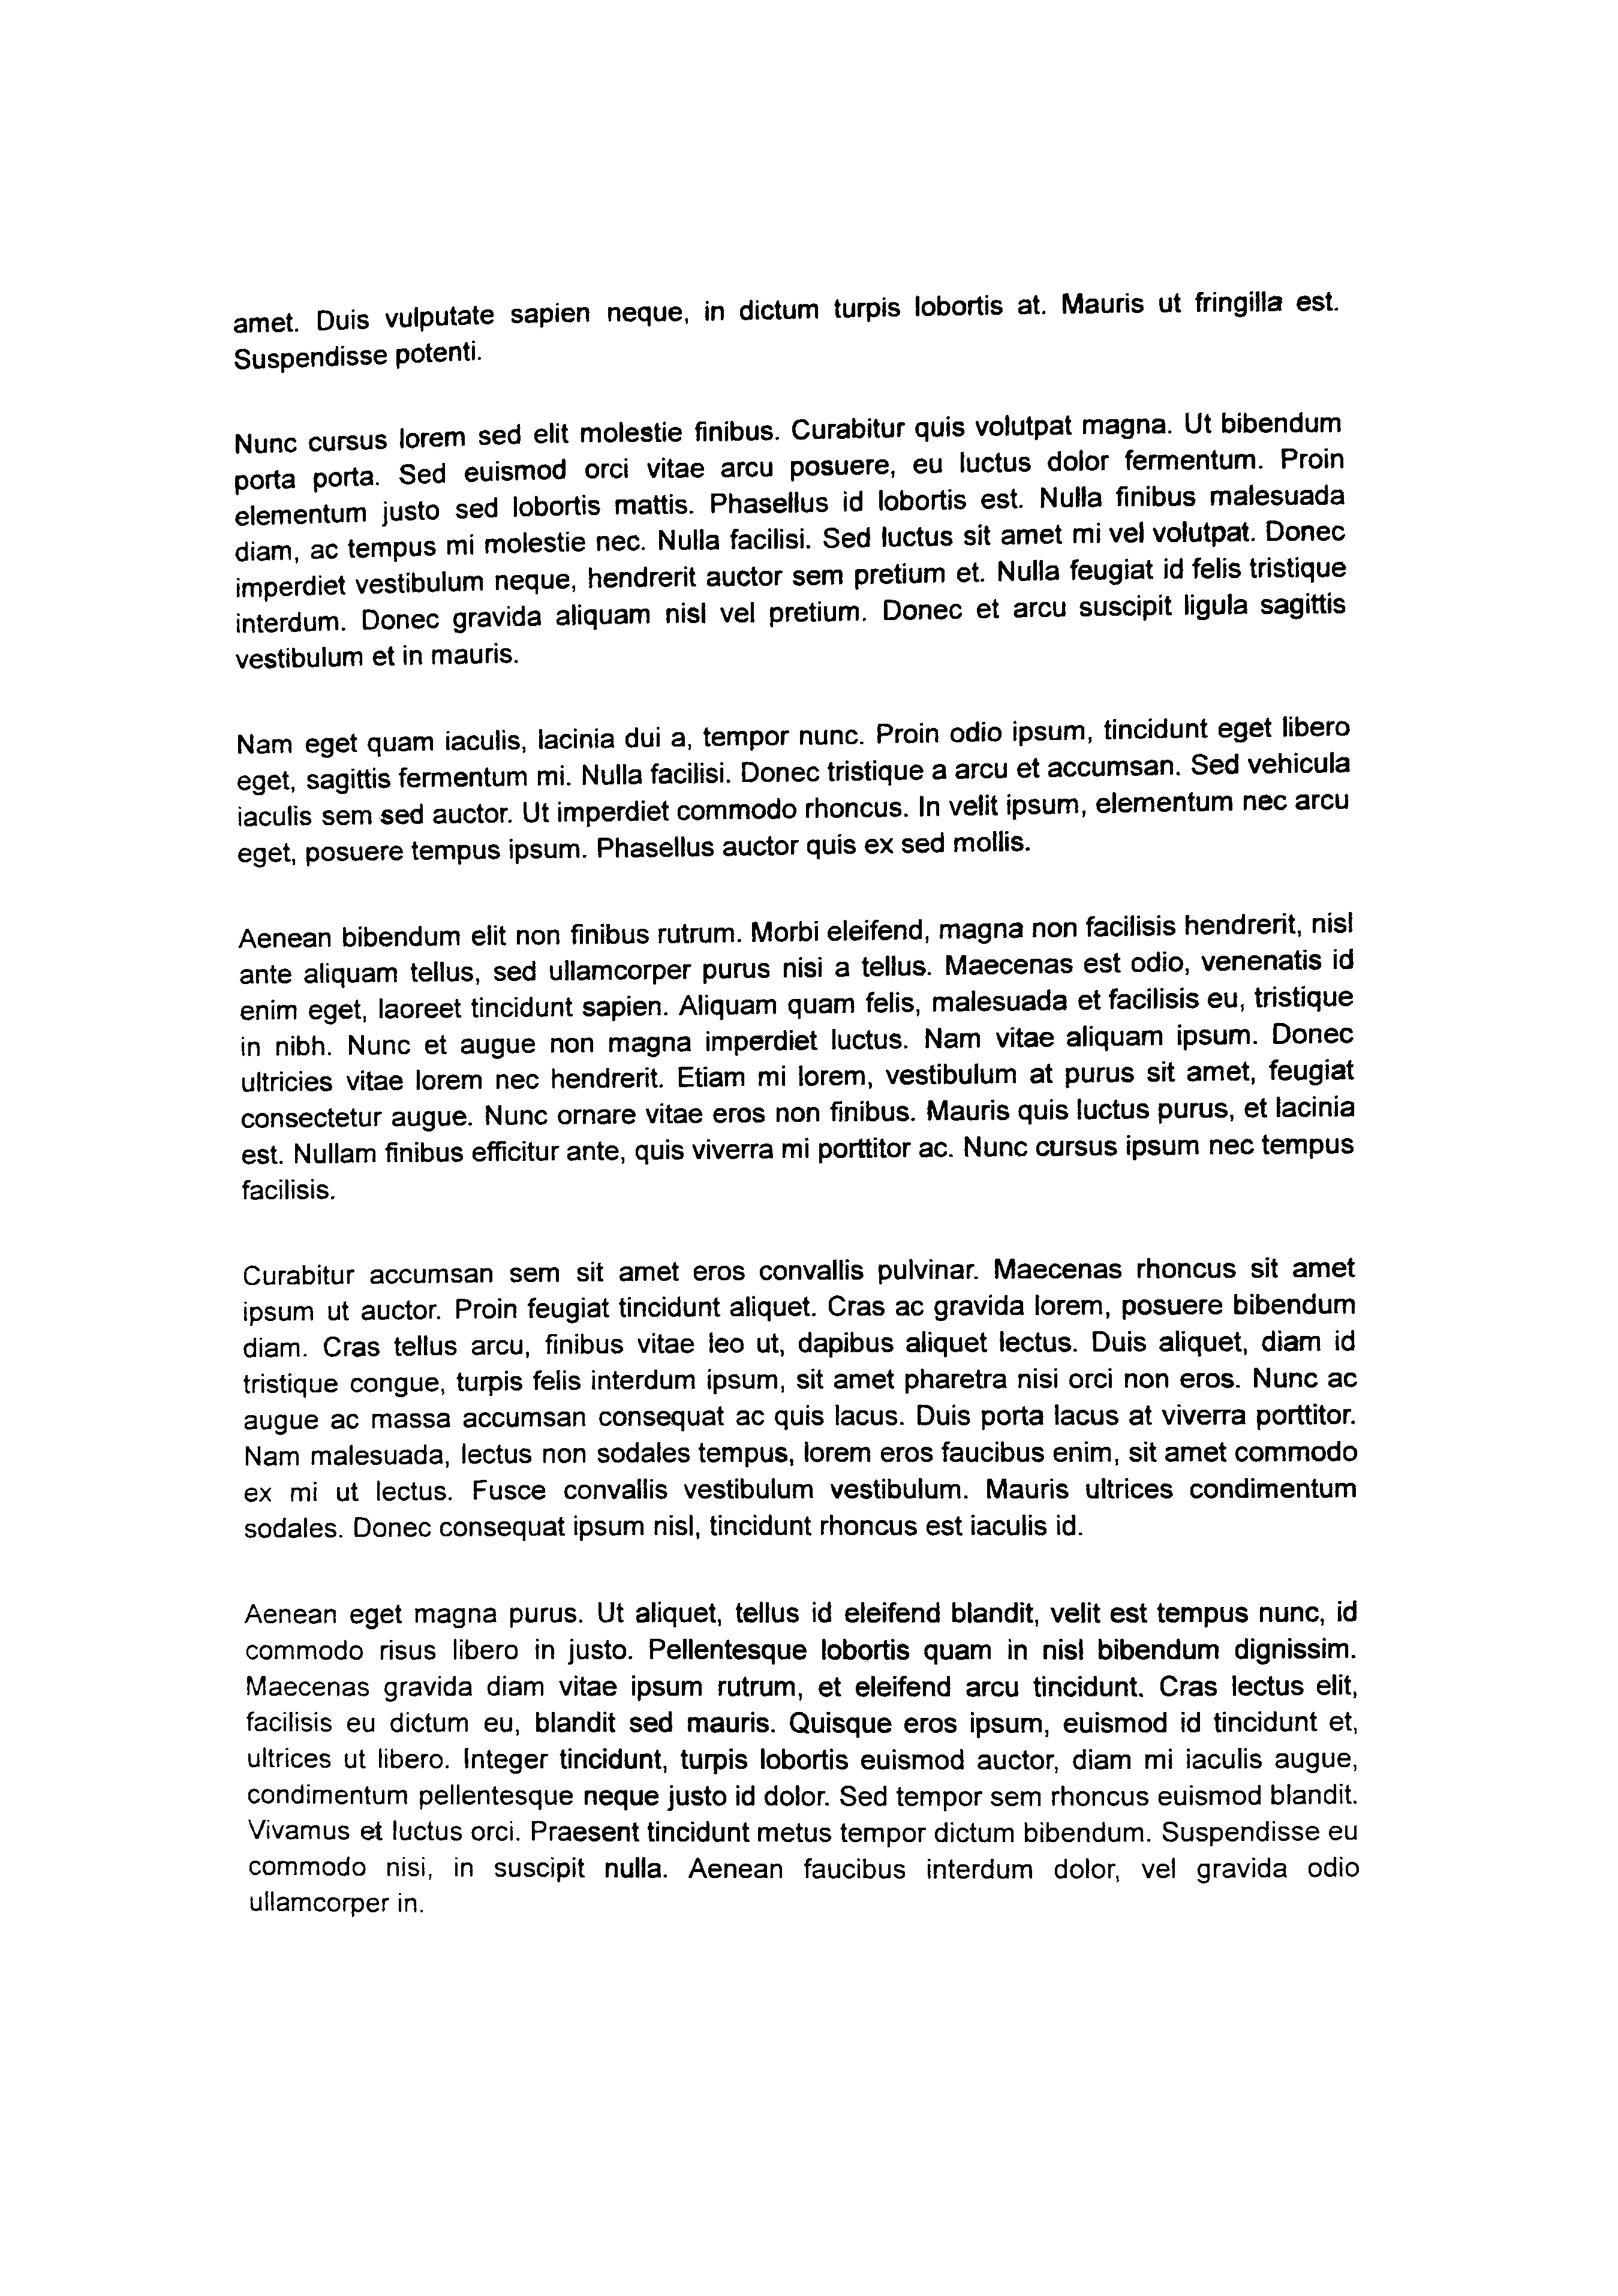 amet. Duis vulputate sapien neque, in dictum turpis lobortis at. Mauris ut fringilla est.
Suspendisse potenti.
Nunc cursus lorem sed elit molestie finibus. Curabitur quis volutpat magna. Ut bibendum
porta porta. Sed euismod orci vitae arcu posuere, eu luctus dolor fermentum. Proin
elementum justo sed lobortis mattis. Phasellus id lobortis est. Nulla finibus malesuada
diam, ac tempus mi molestie nec. Nulla facilisi. Sed luctus sit amet mi vel volutpat. Donec
imperdiet vestibulum neque, hendrerit auctor sem pretium et. Nulla feugiat id felis tristique
interdum. Donec gravida aliquam nisl vel pretium. Donec et arcu suscipit ligula sagittis
vestibulum et in mauris.
Nam eget quam iaculis, lacinia dui a, tempor nunc. Proin odio ipsum, tincidunt eget libero
eget, sagittis fermentum mi. Nulla facilisi. Donec tristique a arcu et accumsan. Sed vehicula
iaculis sem sed auctor. Ut imperdiet commodo rhoncus. In velit ipsum, elementum nec arcu
eget, posuere tempus ipsum. Phasellus auctor quis ex sed mollis.
Aenean bibendum elit non finibus rutrum. Morbi eleifend, magna non facilisis hendrerit, nisl
ante aliquam tellus, sed ullamcorper purus nisi a tellus. Maecenas est odio, venenatis id
enim eget, laoreet tincidunt sapien. Aliquam quam felis, malesuada et facilisis eu, tristique
in nibh. Nunc et augue non magna imperdiet luctus. Nam vitae aliquam ipsum. Donec
ultricies vitae lorem nec hendrerit. Etiam mi lorem, vestibulum at purus sit amet, feugiat
consectetur augue. Nunc ornare vitae eros non finibus. Mauris quis luctus purus, et lacinia
est. Nullam finibus efficitur ante, quis viverra mi porttitor ac. Nunc cursus ipsum nec tempus
facilisis.
Curabitur accumsan sem sit amet eros convallis pulvinar. Maecenas rhoncus sit amet
ipsum ut auctor. Proin feugiat tincidunt aliquet. Cras ac gravida lorem, posuere bibendum
diam. Cras tellus arcu, finibus vitae leo ut, dapibus aliquet lectus. Duis aliquet, diam id
tristique congue, turpis felis interdum ipsum, sit amet pharetra nisi orci non eros. Nunc ac
augue ac massa accumsan consequat ac quis lacus. Duis porta lacus at viverra porttitor.
Nam malesuada, lectus non sodales tempus, lorem eros faucibus enim, sit amet commodo
ex mi ut lectus. Fusce convallis vestibulum vestibulum. Mauris ultrices condimentum
sodales. Donec consequat ipsum nisl, tincidunt rhoncus est iaculis id.
Aenean eget magna purus. Ut aliquet, tellus id eleifend blandit, velit est tempus nunc, id
commodo risus libero in justo. Pellentesque lobortis quam in nisl bibendum dignissim.
Maecenas gravida diam vitae ipsum rutrum, et eleifend arcu tincidunt. Cras lectus elit,
facilisis eu dictum eu, blandit sed mauris. Quisque eros ipsum, euismod id tincidunt et,
ultrices ut libero. Integer tincidunt, turpis lobortis euismod auctor, diam mi iaculis augue,
condimentum pellentesque neque justo id dolor. Sed tempor sem rhoncus euismod blandit.
Vivamus et luctus orci. Praesent tincidunt metus tempor dictum bibendum. Suspendisse eu
commodo nisi, in suscipit nulla. Aenean faucibus interdum dolor, vel gravida odio
ullamcorper in.